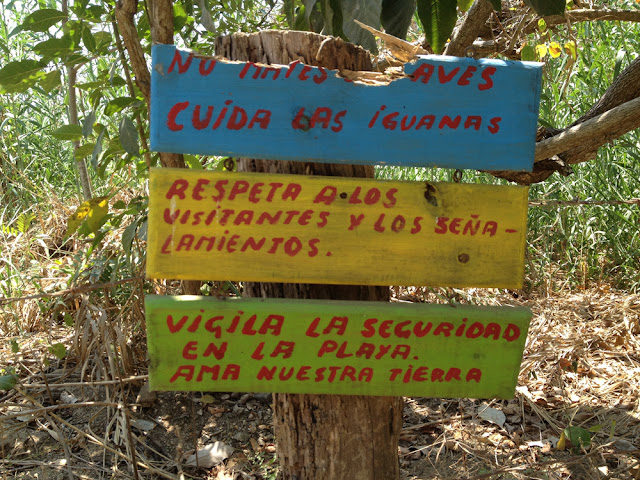 NO MATES AVES
CUIDA LAS IGUANAS
RESPETA A LOS
VISITANTES Y LOS SEÑA-
LAMIENTOS.
VIGILA LA SEGURIDAD
EN LA PLAYA.
AMA NUESTRA TIERRA